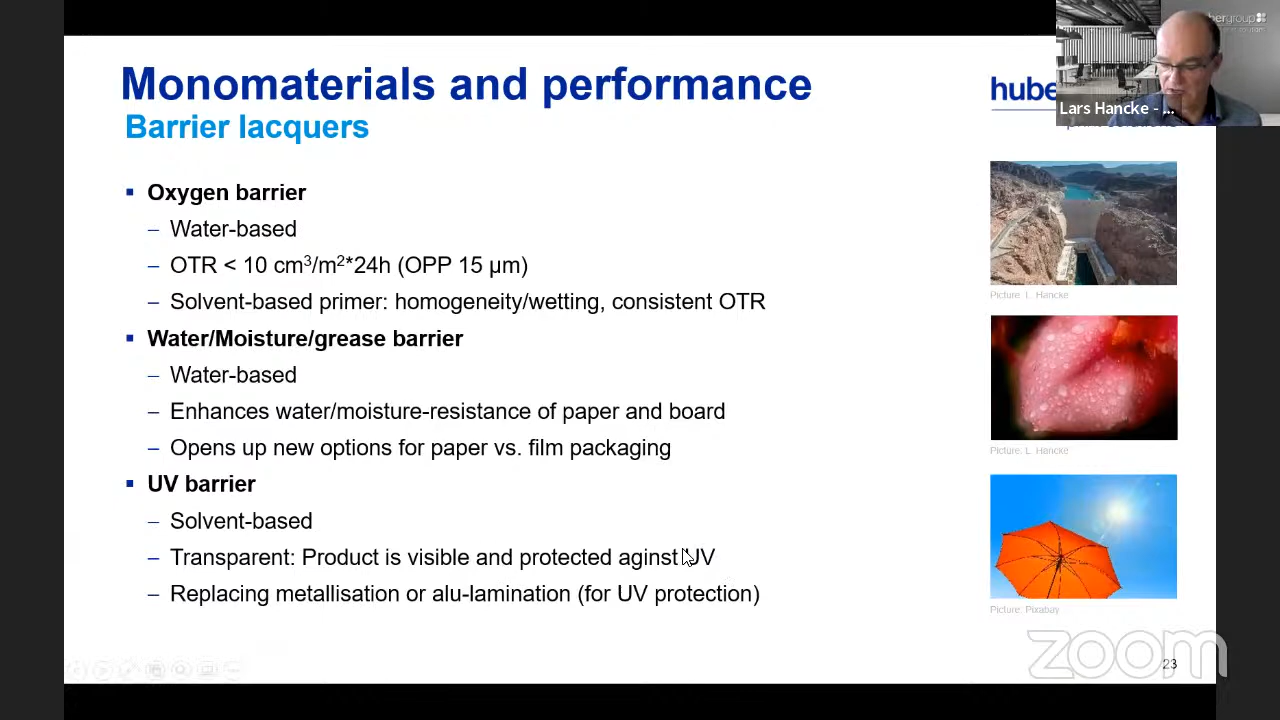 Monomaterials and performance
Barrier lacquers
▪ Oxygen barrier
– Water-based
– OTR < 10 cm³/m²*24h (OPP 15 µm)
– Solvent-based primer: homogeneity/wetting, consistent OTR
▪ Water/Moisture/grease barrier
– Water-based
– Enhances water/moisture-resistance of paper and board
– Opens up new options for paper vs. film packaging
▪ UV barrier
– Solvent-based
– Transparent: Product is visible and protected aginst UV
– Replacing metallisation or alu-lamination (for UV protection)
hube
Lars Hancke - ...
Picture: L. Hancke
Picture: L. Hancke
Picture: Pixabay
zoom
23